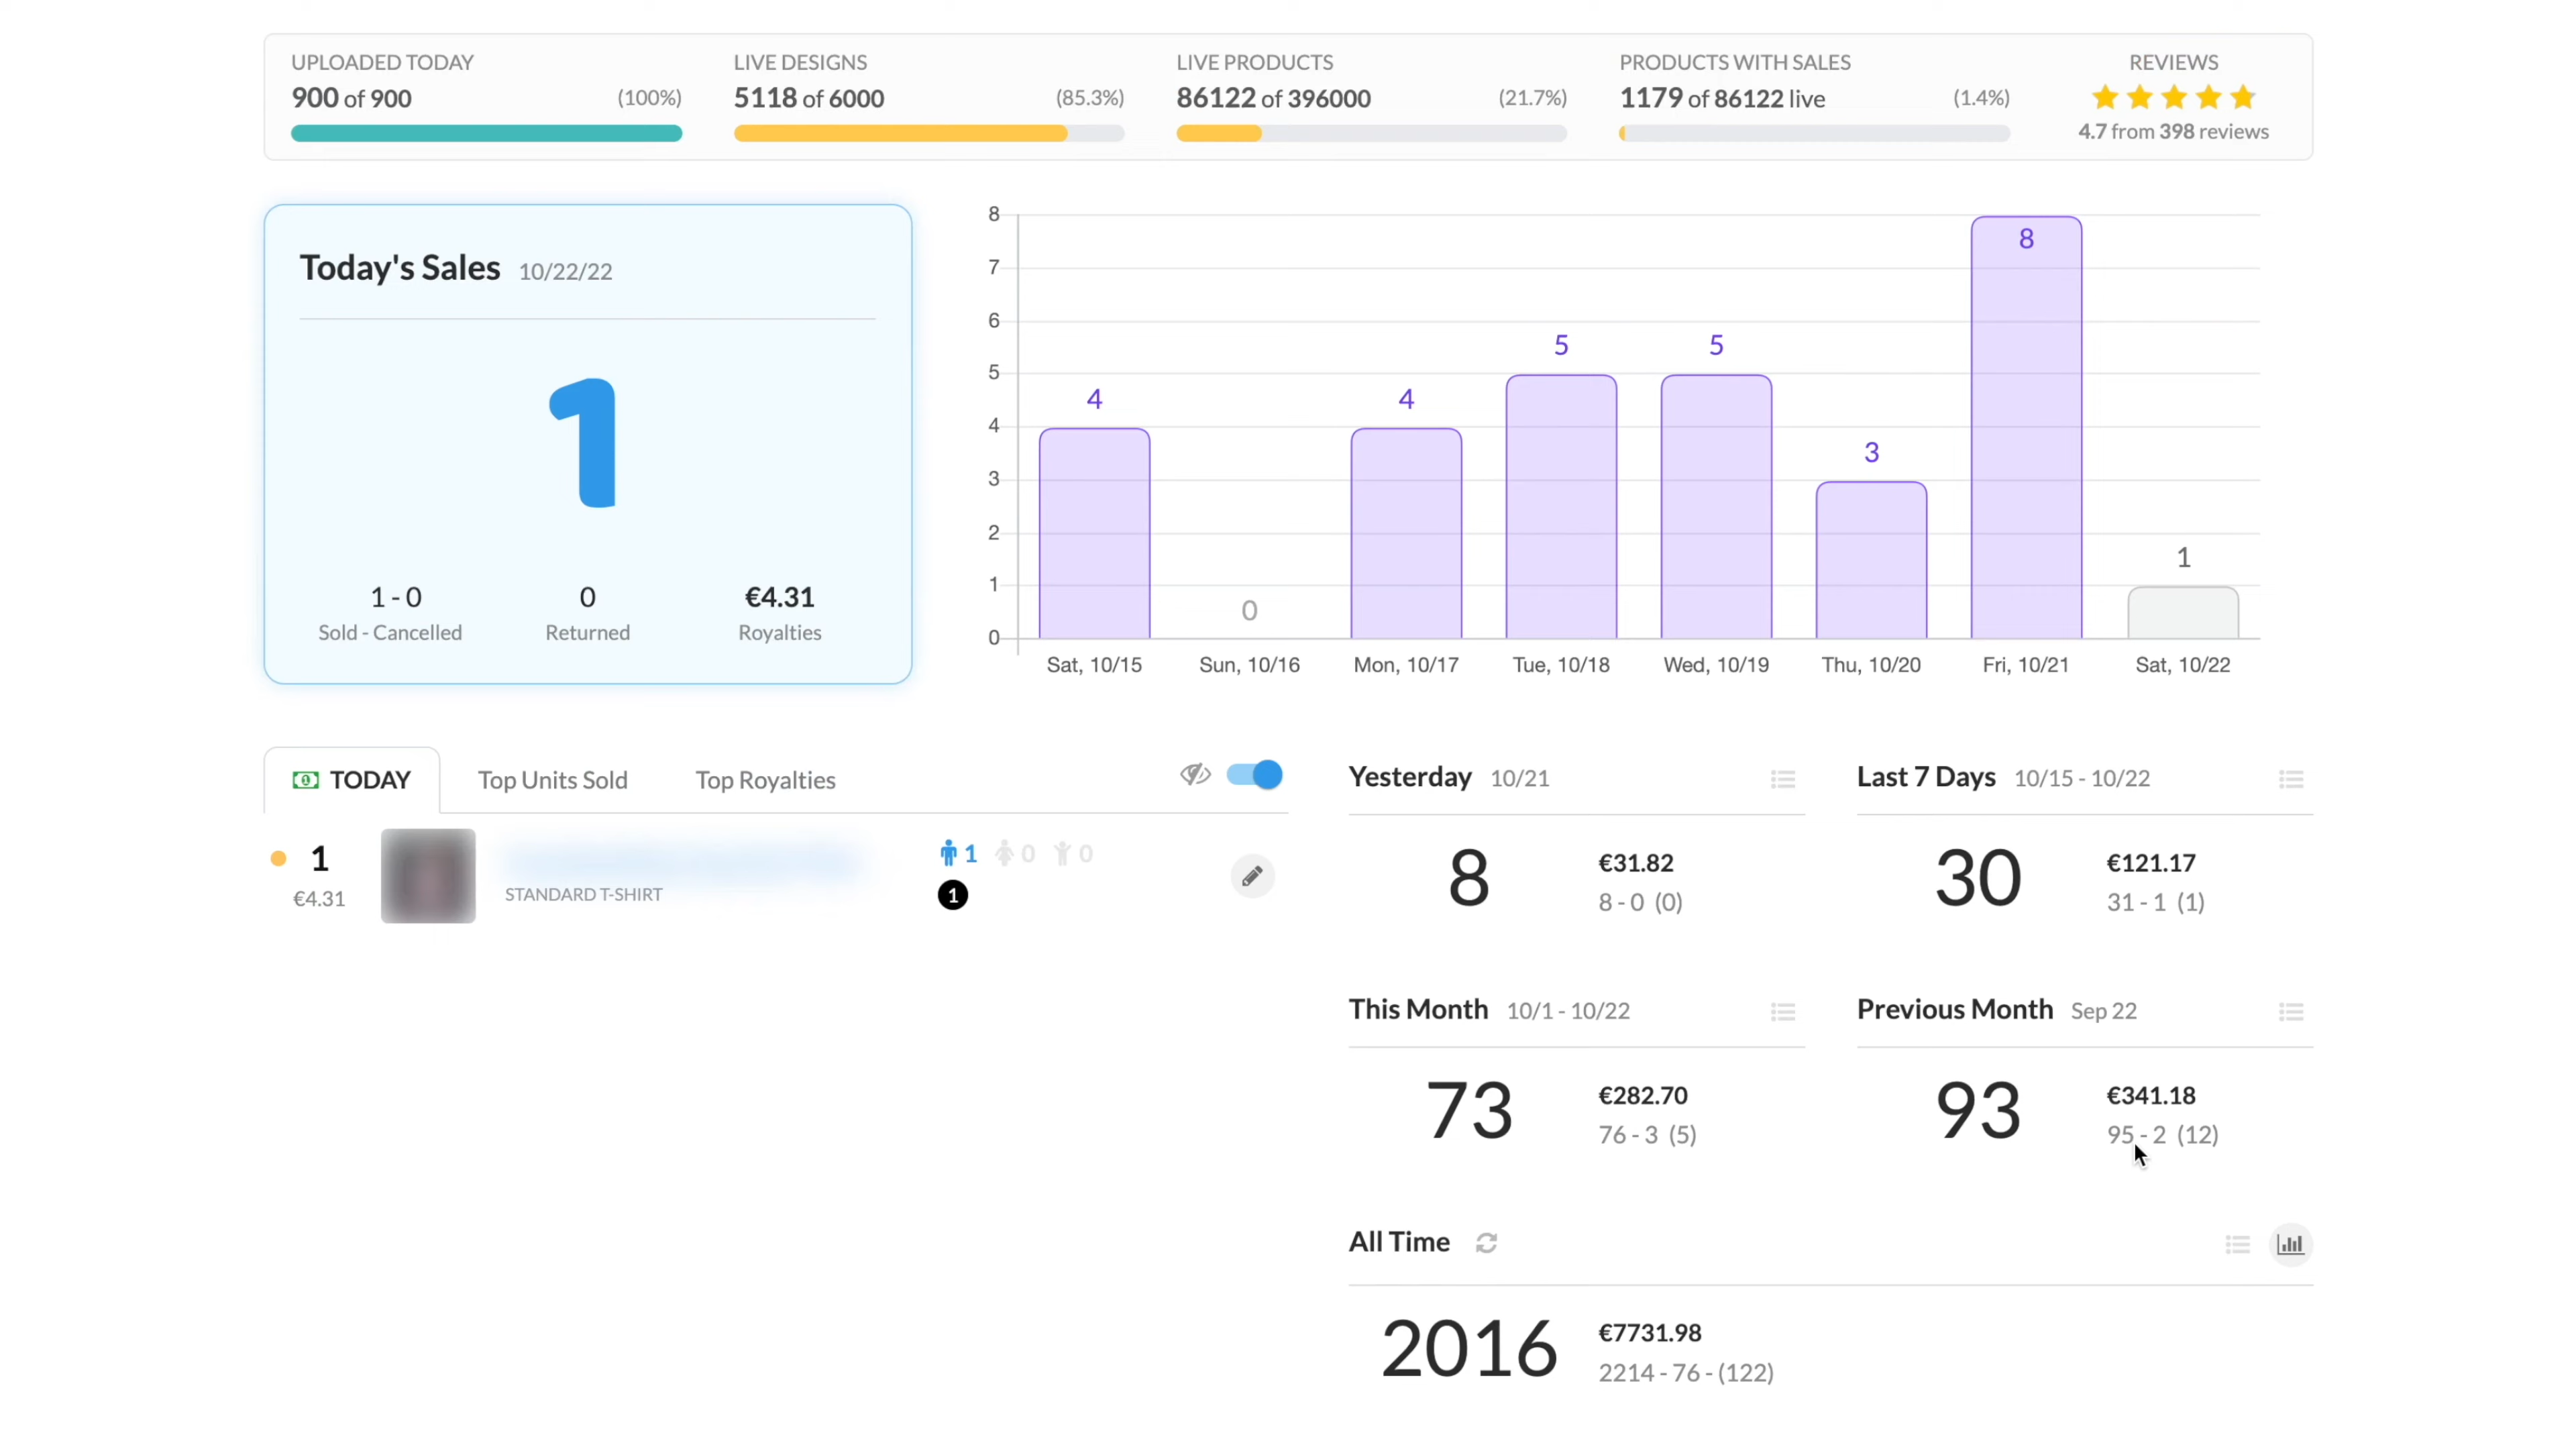 UPLOADED TODAY
900 of 900 (100%)
LIVE DESIGNS
5118 of 6000 (85.3%)
LIVE PRODUCTS
86122 of 396000 (21.7%)
PRODUCTS WITH SALES
1179 of 86122 live (1.4%)
REVIEWS
4.7 from 398 reviews
Today's Sales 10/22/22
1
1 - 0
Sold - Cancelled
0
Returned
€4.31
Royalties
8
7
6
5
4
3
2
1
0
4
0
4
5
5
3
8
1
Sat, 10/15
Sun, 10/16
Mon, 10/17
Tue, 10/18
Wed, 10/19
Thu, 10/20
Fri, 10/21
Sat, 10/22
TODAY
Top Units Sold
Top Royalties
1
€4.31
STANDARD T-SHIRT
1 0 0
1
Yesterday 10/21
8
€31.82
8 - 0 (0)
Last 7 Days 10/15 - 10/22
30
€121.17
31 - 1 (1)
This Month 10/1 - 10/22
73
€282.70
76 - 3 (5)
Previous Month Sep 22
93
€341.18
95 - 2 (12)
All Time
2016
€7731.98
2214 - 76 - (122)